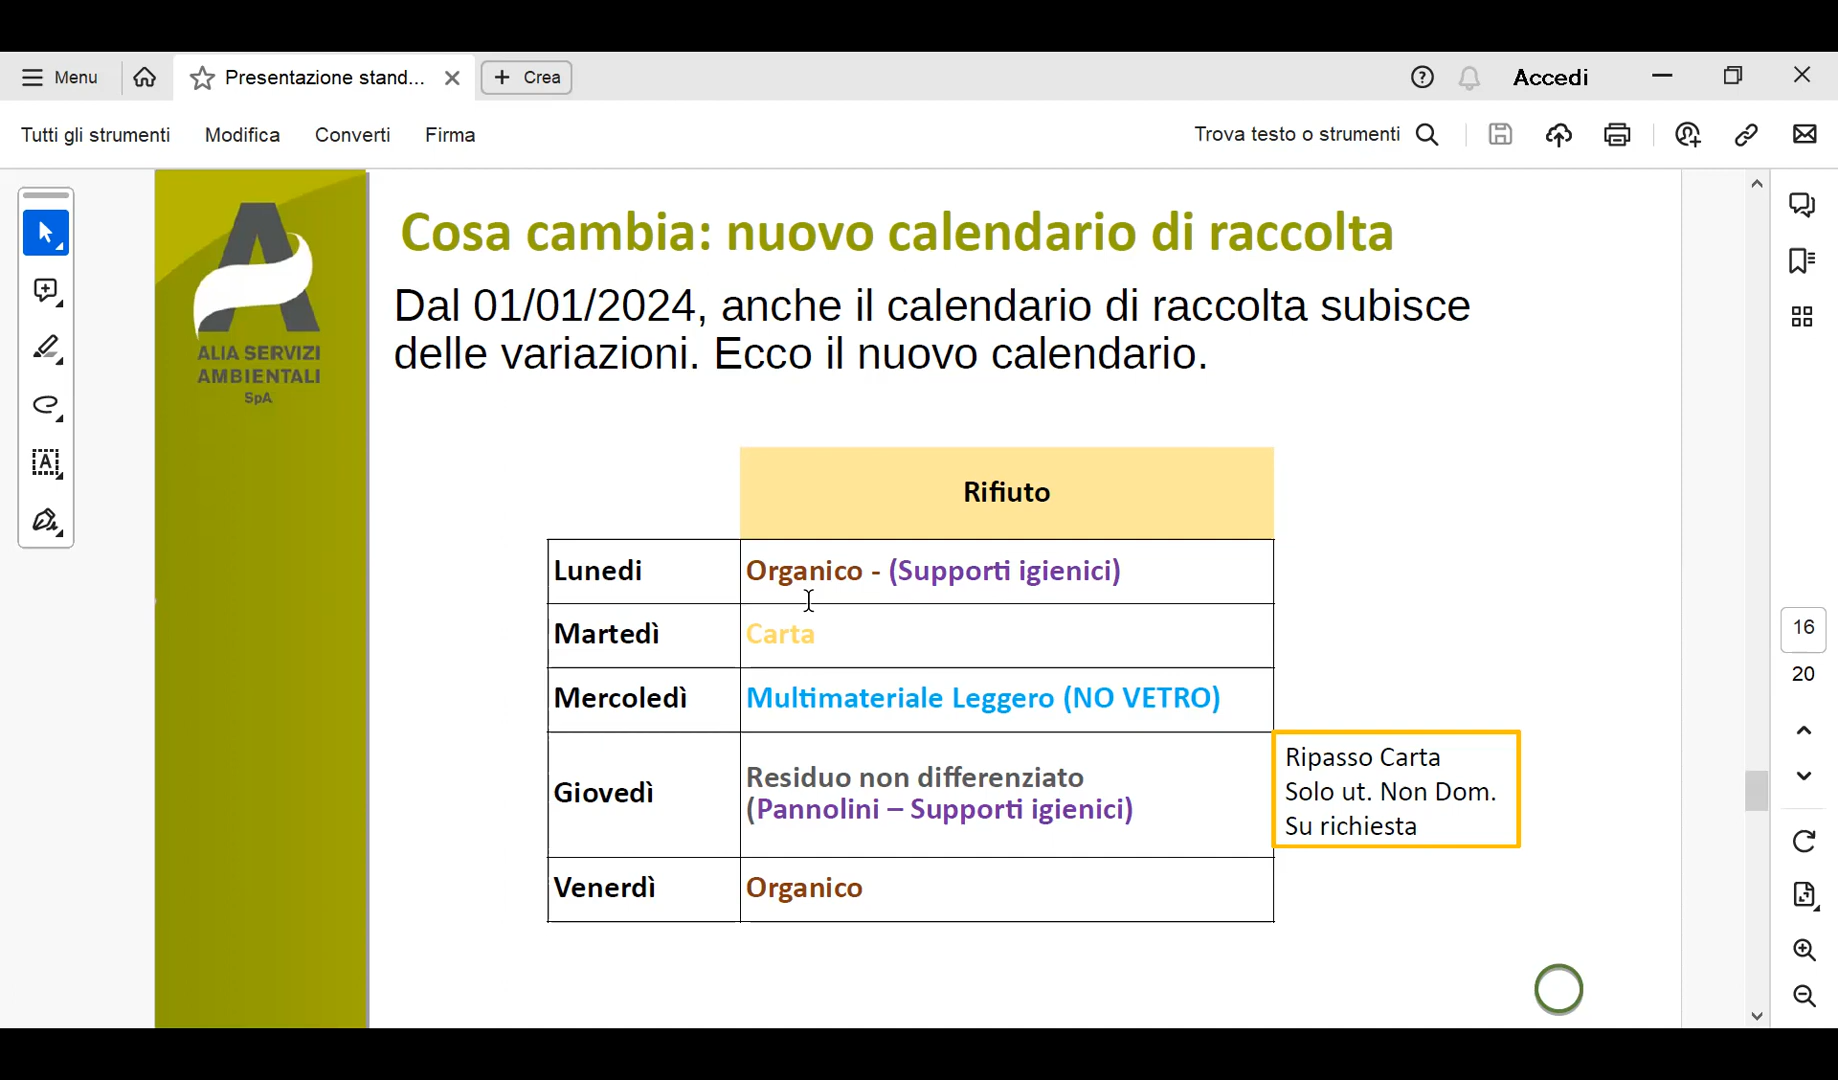 Menu
Presentazione stand...
Crea
Accedi
Tutti gli strumenti
Modifica
Converti
Firma
Trova testo o strumenti
ALIA SERVIZI
AMBIENTALI
SpA
Cosa cambia: nuovo calendario di raccolta
Dal 01/01/2024, anche il calendario di raccolta subisce
delle variazioni. Ecco il nuovo calendario.
Rifiuto
Lunedi Organico - (Supporti igienici)
Martedì Carta
Mercoledì Multimateriale Leggero (NO VETRO)
Giovedì
Residuo non differenziato
(Pannolini – Supporti igienici)
Ripasso Carta
Solo ut. Non Dom.
Su richiesta
Venerdì Organico
16
20